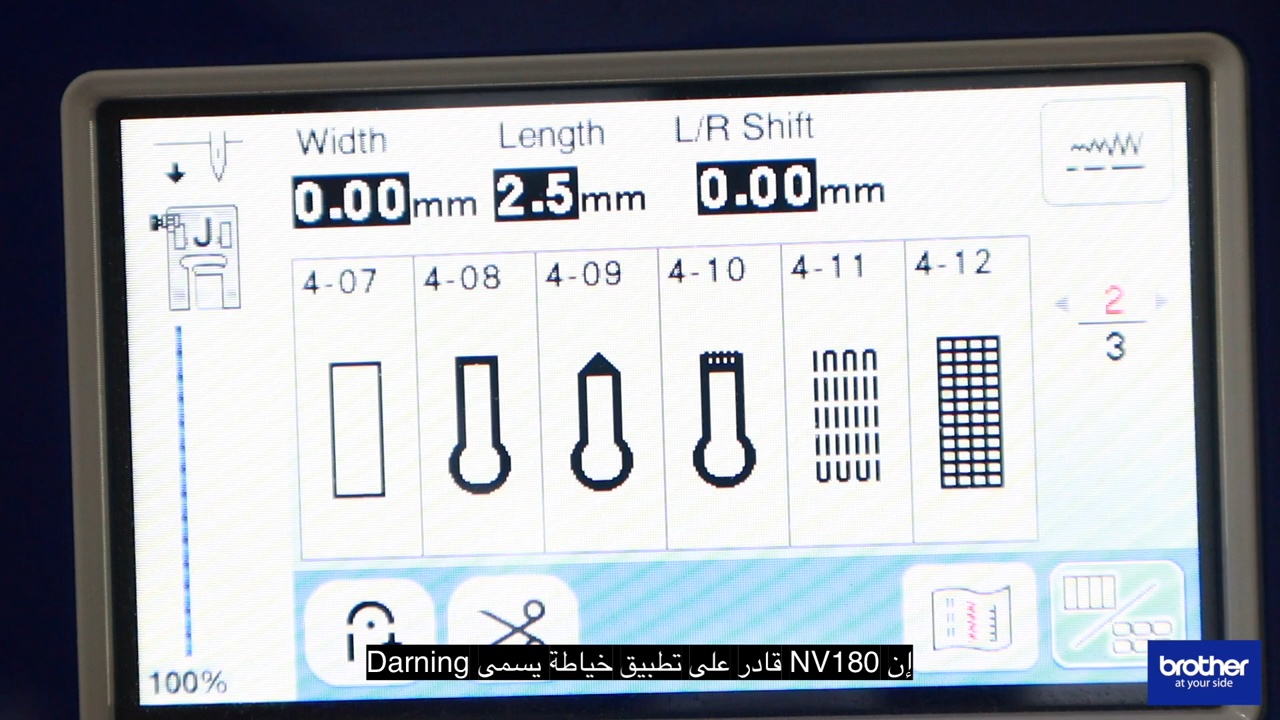 Width Length L/R Shift
0.00mm 2.5mm 0.00mm
J
4-07 4-08 4-09 4-10 4-11 4-12
2
3
100%
إن NV180 قادر على تطبيق خياطة يسمى Darning
brother
at your side